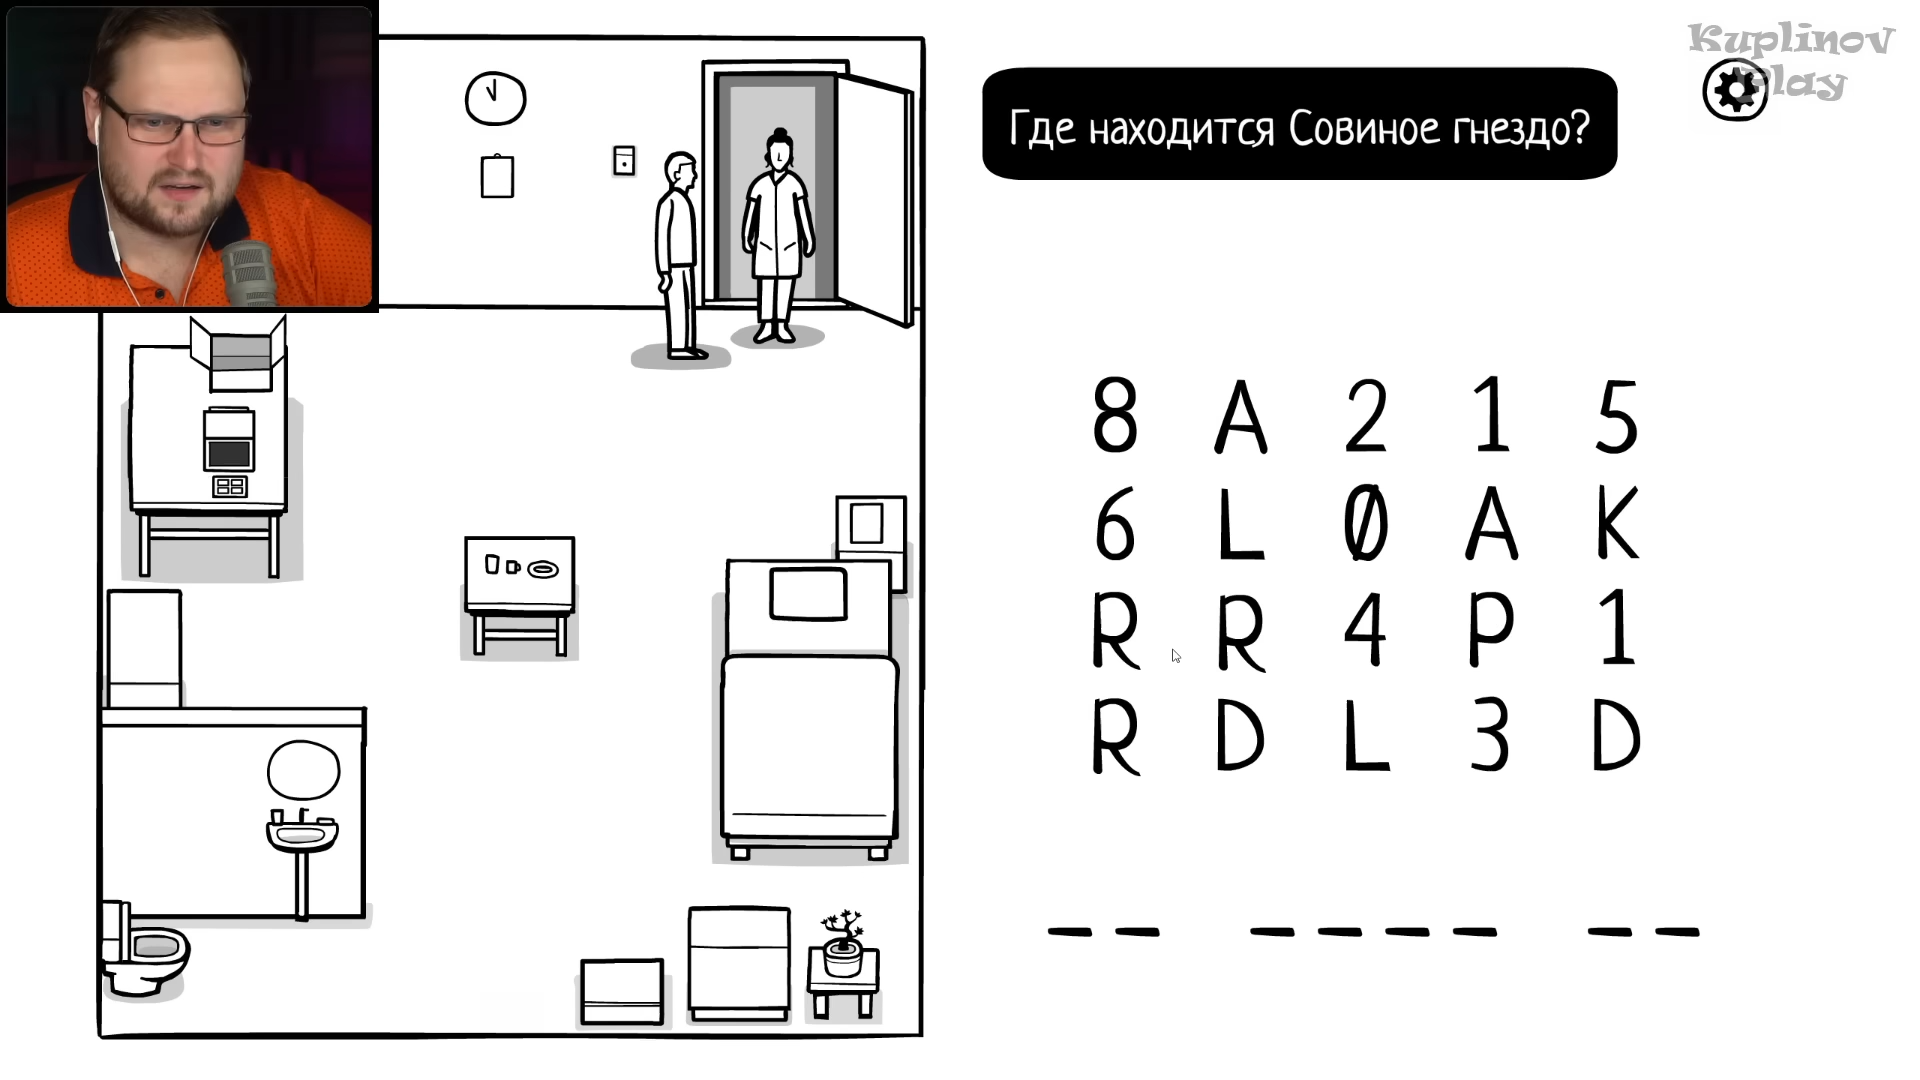 Kuplinov
Play
Где находится Совиное гнездо?
8 A 2 1 5
6 L 0 A K
R R 4 P 1
R D L 3 D